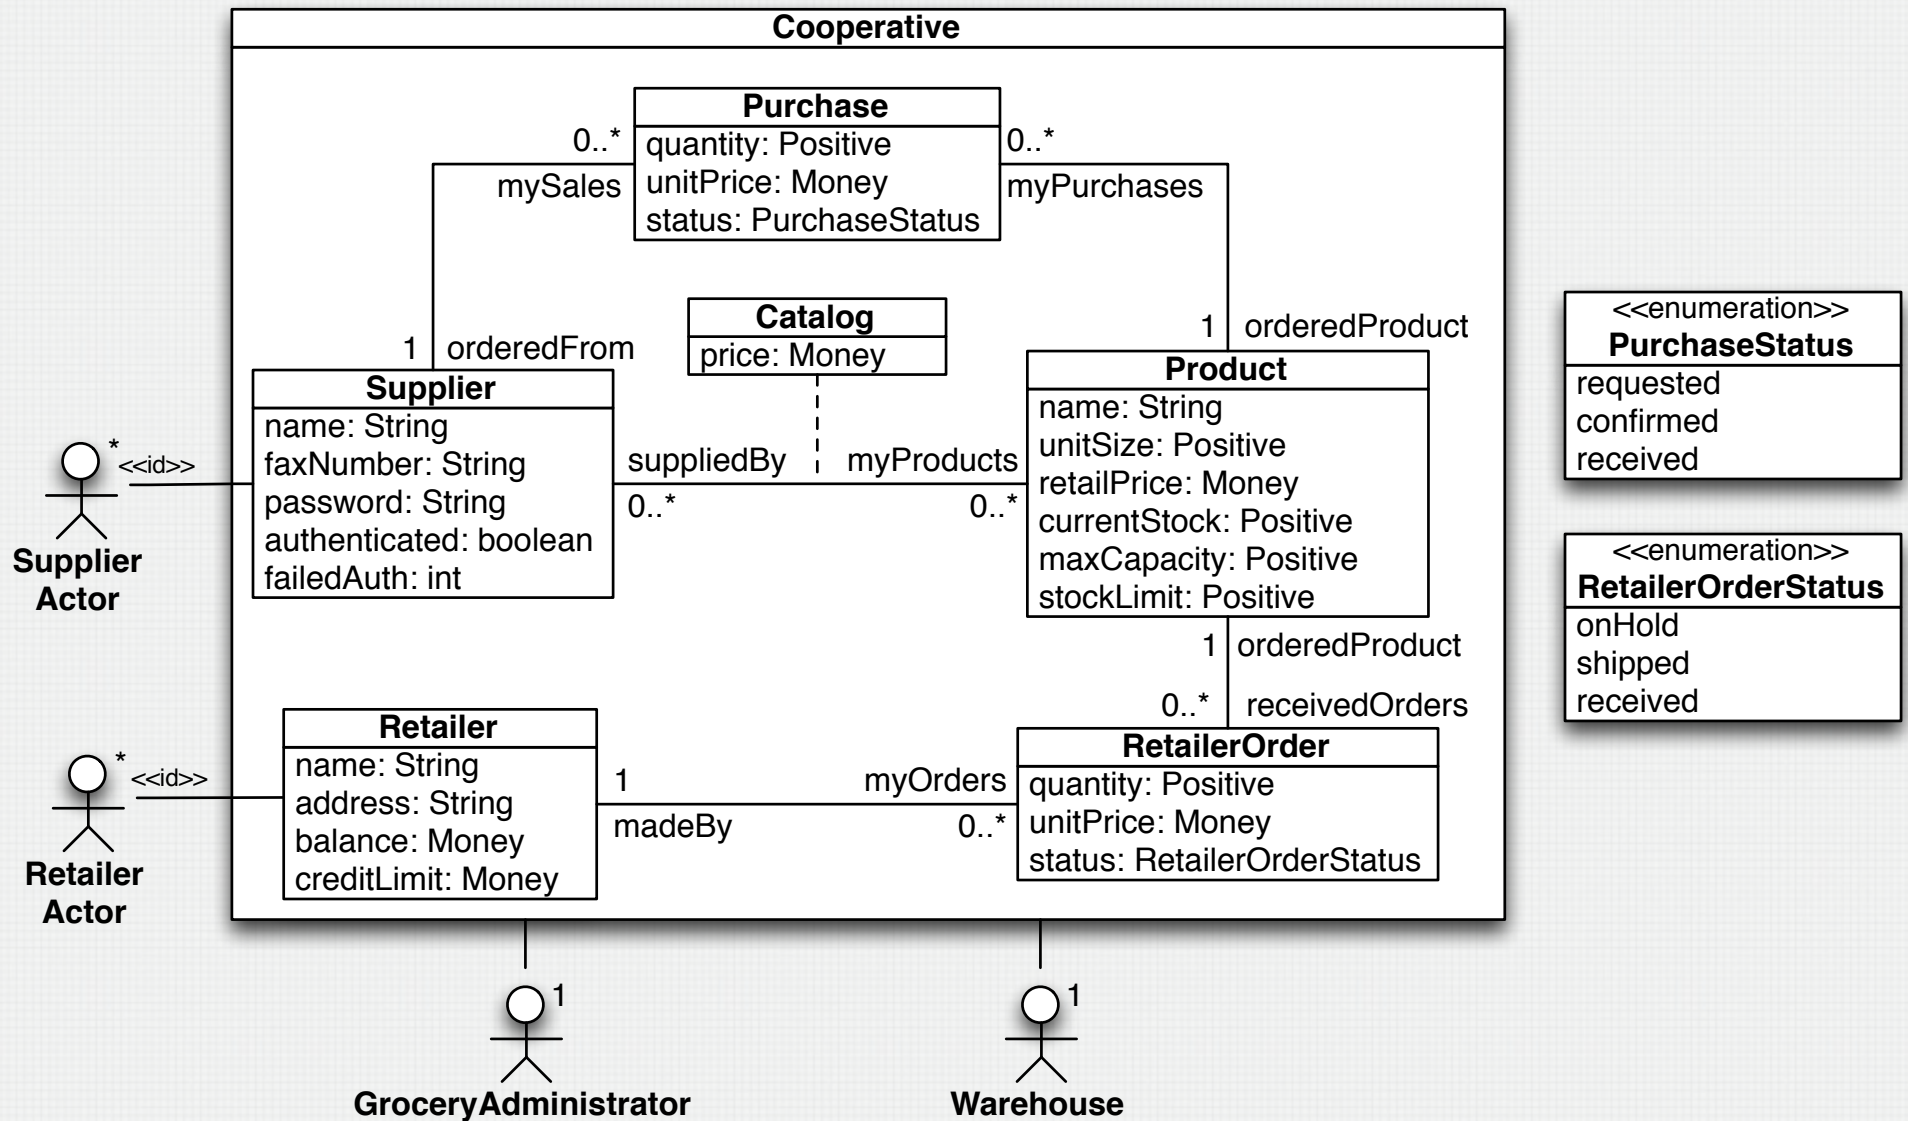 Cooperative
Purchase
quantity: Positive
unitPrice: Money
status: PurchaseStatus
0..*
mySales
0..*
myPurchases
Catalog
price: Money
1 orderedFrom
1 orderedProduct
Supplier
name: String
faxNumber: String
password: String
authenticated: boolean
failedAuth: int
suppliedBy
0..*
myProducts
0..*
Product
name: String
unitSize: Positive
retailPrice: Money
currentStock: Positive
maxCapacity: Positive
stockLimit: Positive
1 orderedProduct
0..* receivedOrders
Retailer
name: String
address: String
balance: Money
creditLimit: Money
1
madeBy
myOrders
0..*
RetailerOrder
quantity: Positive
unitPrice: Money
status: RetailerOrderStatus
*
<<id>>
Supplier
Actor
*
<<id>>
Retailer
Actor
1
GroceryAdministrator
1
Warehouse
<<enumeration>>
PurchaseStatus
requested
confirmed
received
<<enumeration>>
RetailerOrderStatus
onHold
shipped
received